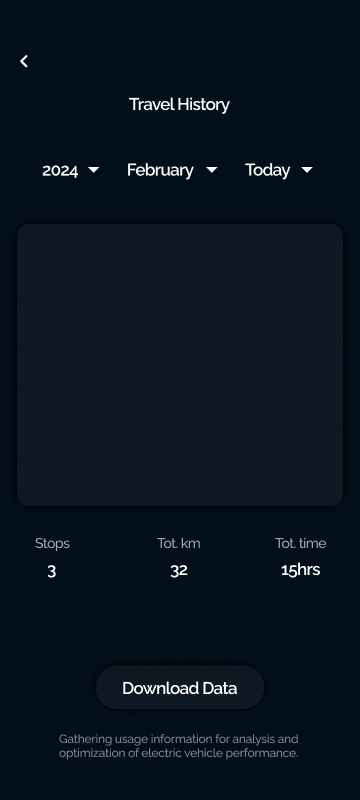 Travel History
2024 February Today
Stops Tot. km Tot. time
3 32 15hrs
Download Data
Gathering usage information for analysis and
optimization of electric vehicle performance.